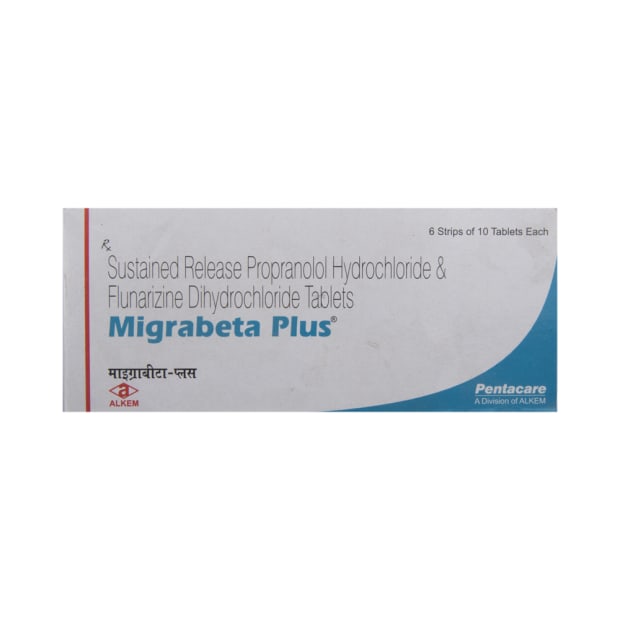 6 Strips of 10 Tablets Each
Rx
Sustained Release Propranolol Hydrochloride &
Flunarizine Dihydrochloride Tablets
Migrabeta Plus®
माइग्राबीटा-प्लस
a
ALKEM
Pentacare
A Division of ALKEM